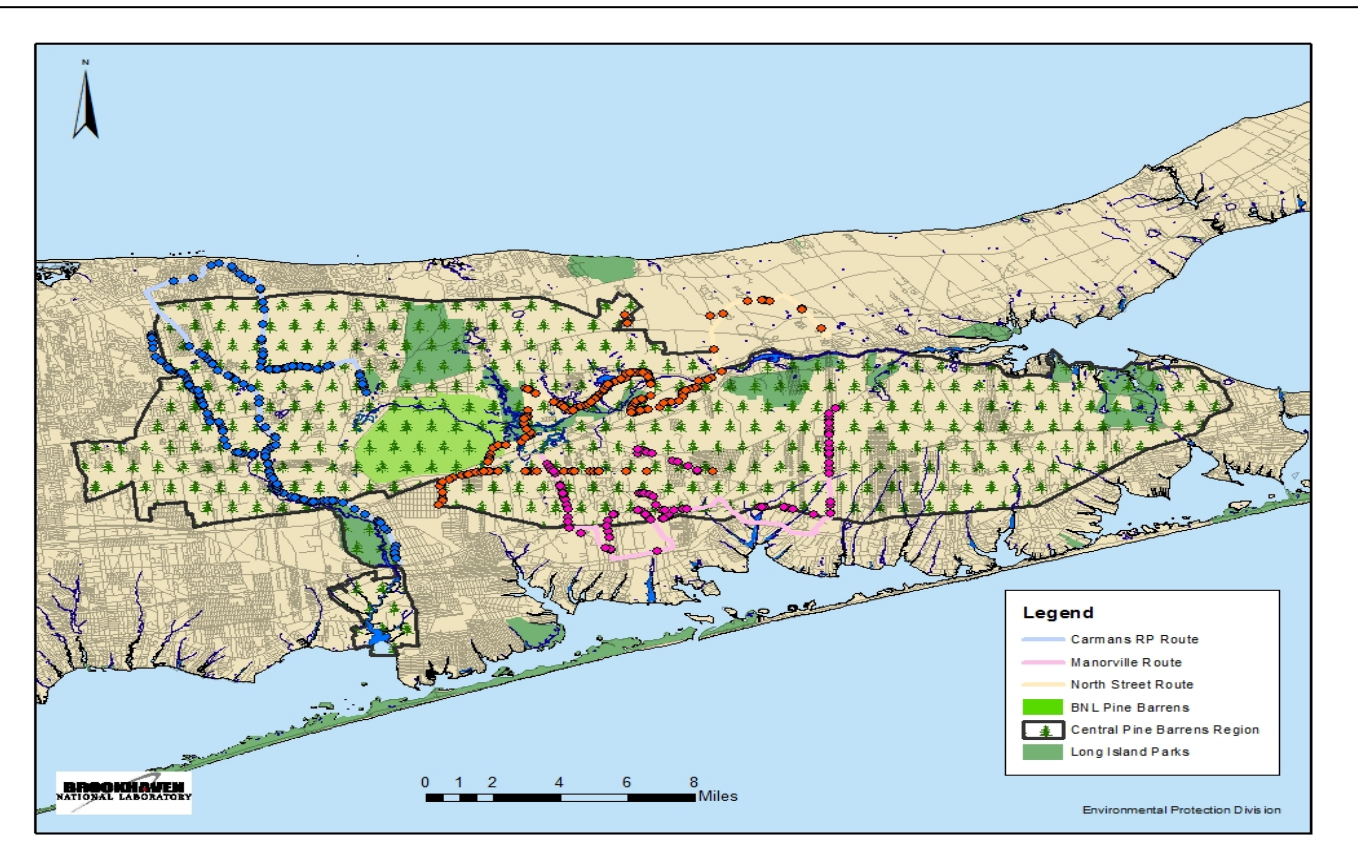 N
Legend
Carmans RP Route
Manorville Route
North Street Route
BNL Pine Barrens
Central Pine Barrens Region
Long Island Parks
BROOKHAVEN
NATIONAL LABORATORY
0 1 2 4 6 8
Miles
Environmental Protection Division